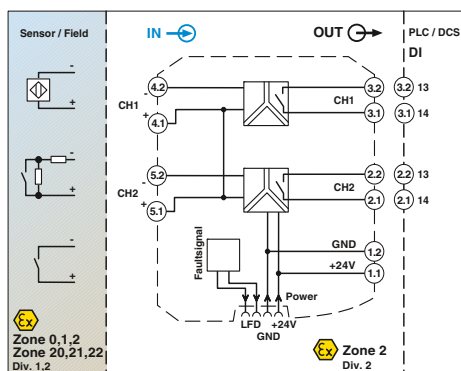 Sensor / Field
IN
OUT
PLC / DCS
DI
-
+
-
+
-
+
4.2
-
CH1
+
4.1
5.2
-
CH2
+
5.1
3.2
CH1
3.1
2.2
CH2
2.1
3.2 13
3.1 14
2.2 13
2.1 14
GND
1.2
+24V
1.1
Faultsignal
Power
LFD
+24V
GND
Ex
Zone 0,1,2
Zone 20,21,22
Div. 1,2
Ex
Zone 2
Div. 2